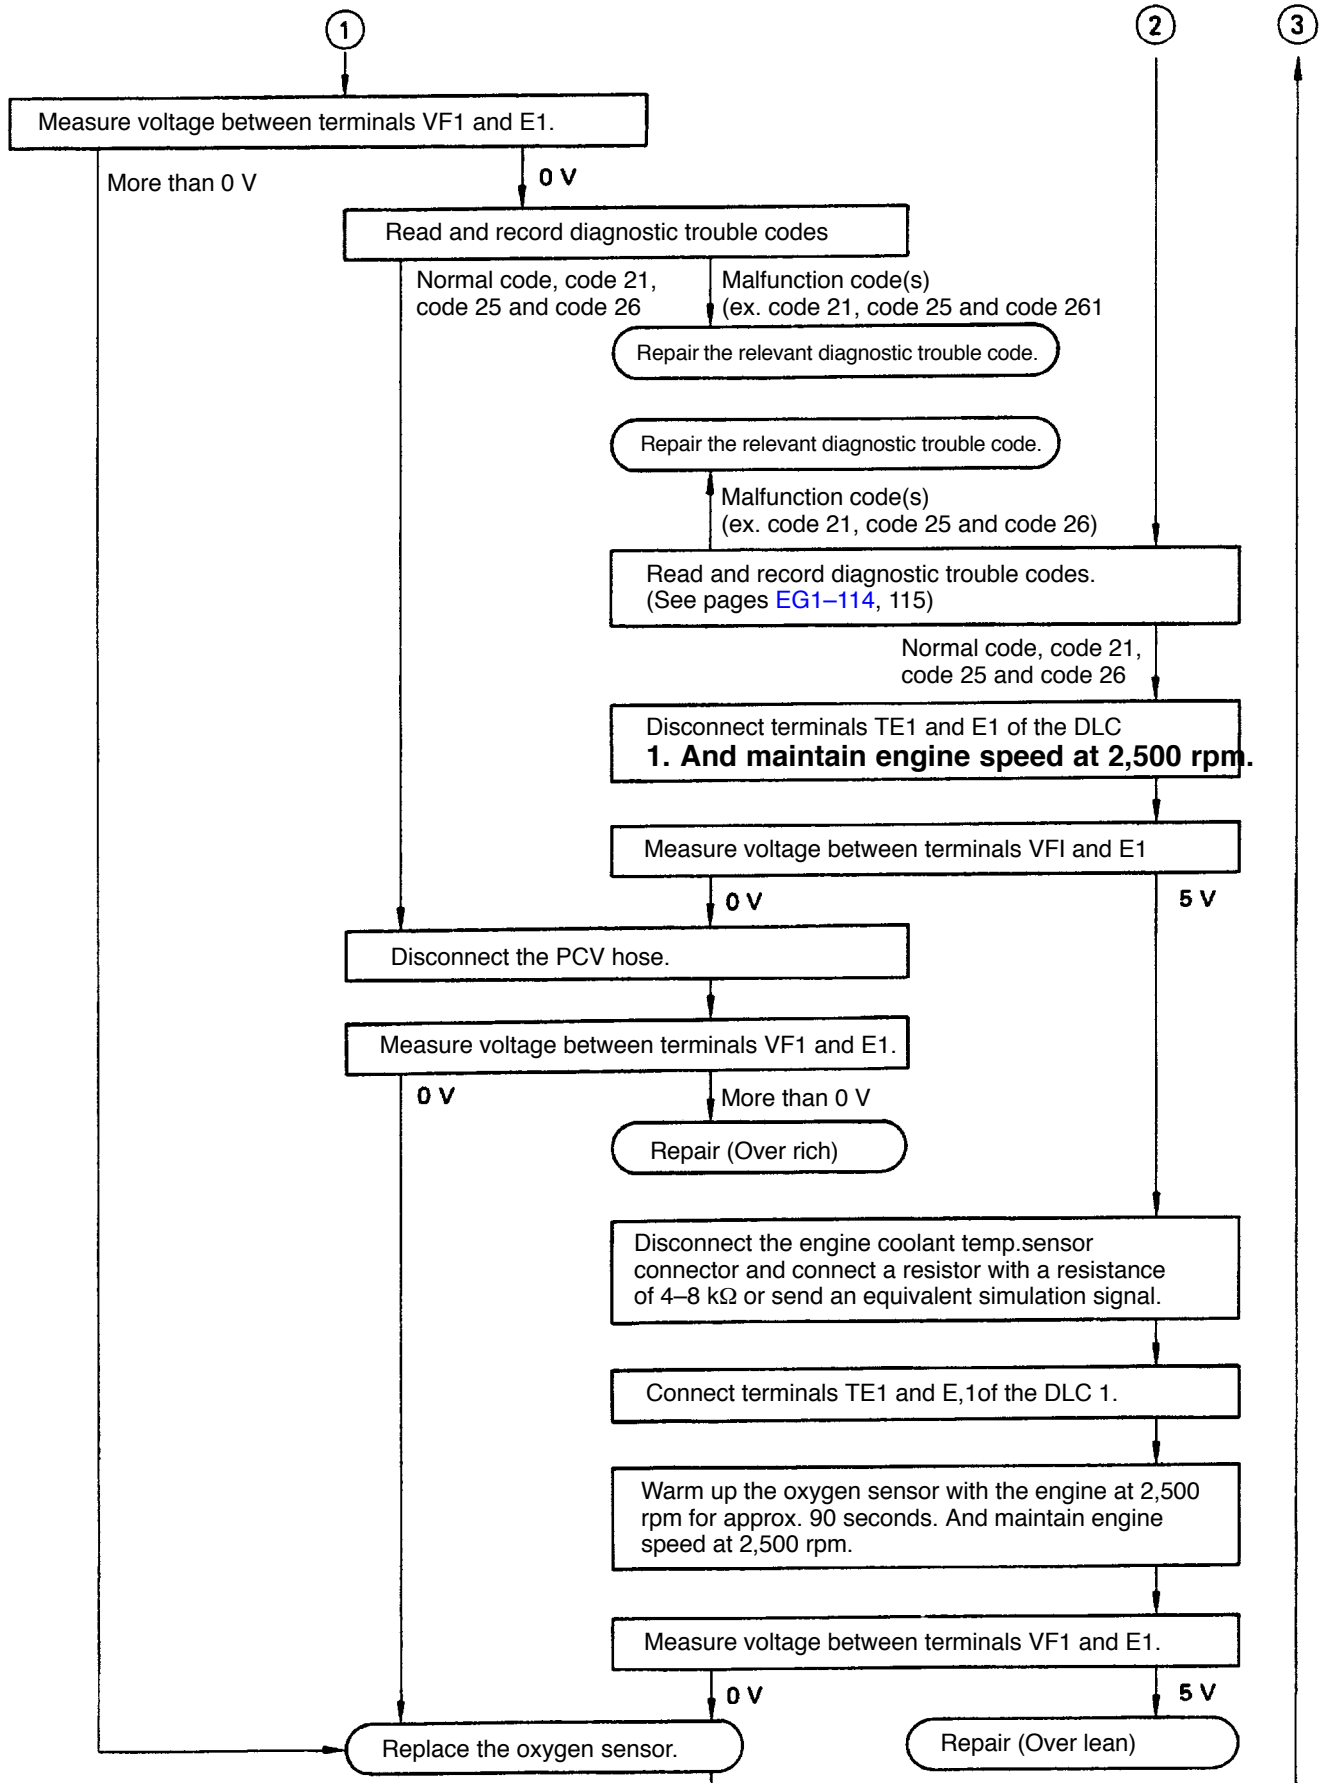 1
2
3
Measure voltage between terminals VF1 and E1.
More than 0 V
0 V
Read and record diagnostic trouble codes
Normal code, code 21,
code 25 and code 26
Malfunction code(s)
(ex. code 21, code 25 and code 261
Repair the relevant diagnostic trouble code.
Repair the relevant diagnostic trouble code.
Malfunction code(s)
(ex. code 21, code 25 and code 26)
Read and record diagnostic trouble codes.
(See pages EG1–114, 115)
Normal code, code 21,
code 25 and code 26
Disconnect terminals TE1 and E1 of the DLC
1. And maintain engine speed at 2,500 rpm.
Measure voltage between terminals VFI and E1
0 V
5 V
Disconnect the PCV hose.
Measure voltage between terminals VF1 and E1.
0 V
More than 0 V
Repair (Over rich)
Disconnect the engine coolant temp.sensor
connector and connect a resistor with a resistance
of 4–8 kΩ or send an equivalent simulation signal.
Connect terminals TE1 and E,1of the DLC 1.
Warm up the oxygen sensor with the engine at 2,500
rpm for approx. 90 seconds. And maintain engine
speed at 2,500 rpm.
Measure voltage between terminals VF1 and E1.
0 V
5 V
Replace the oxygen sensor.
Repair (Over lean)